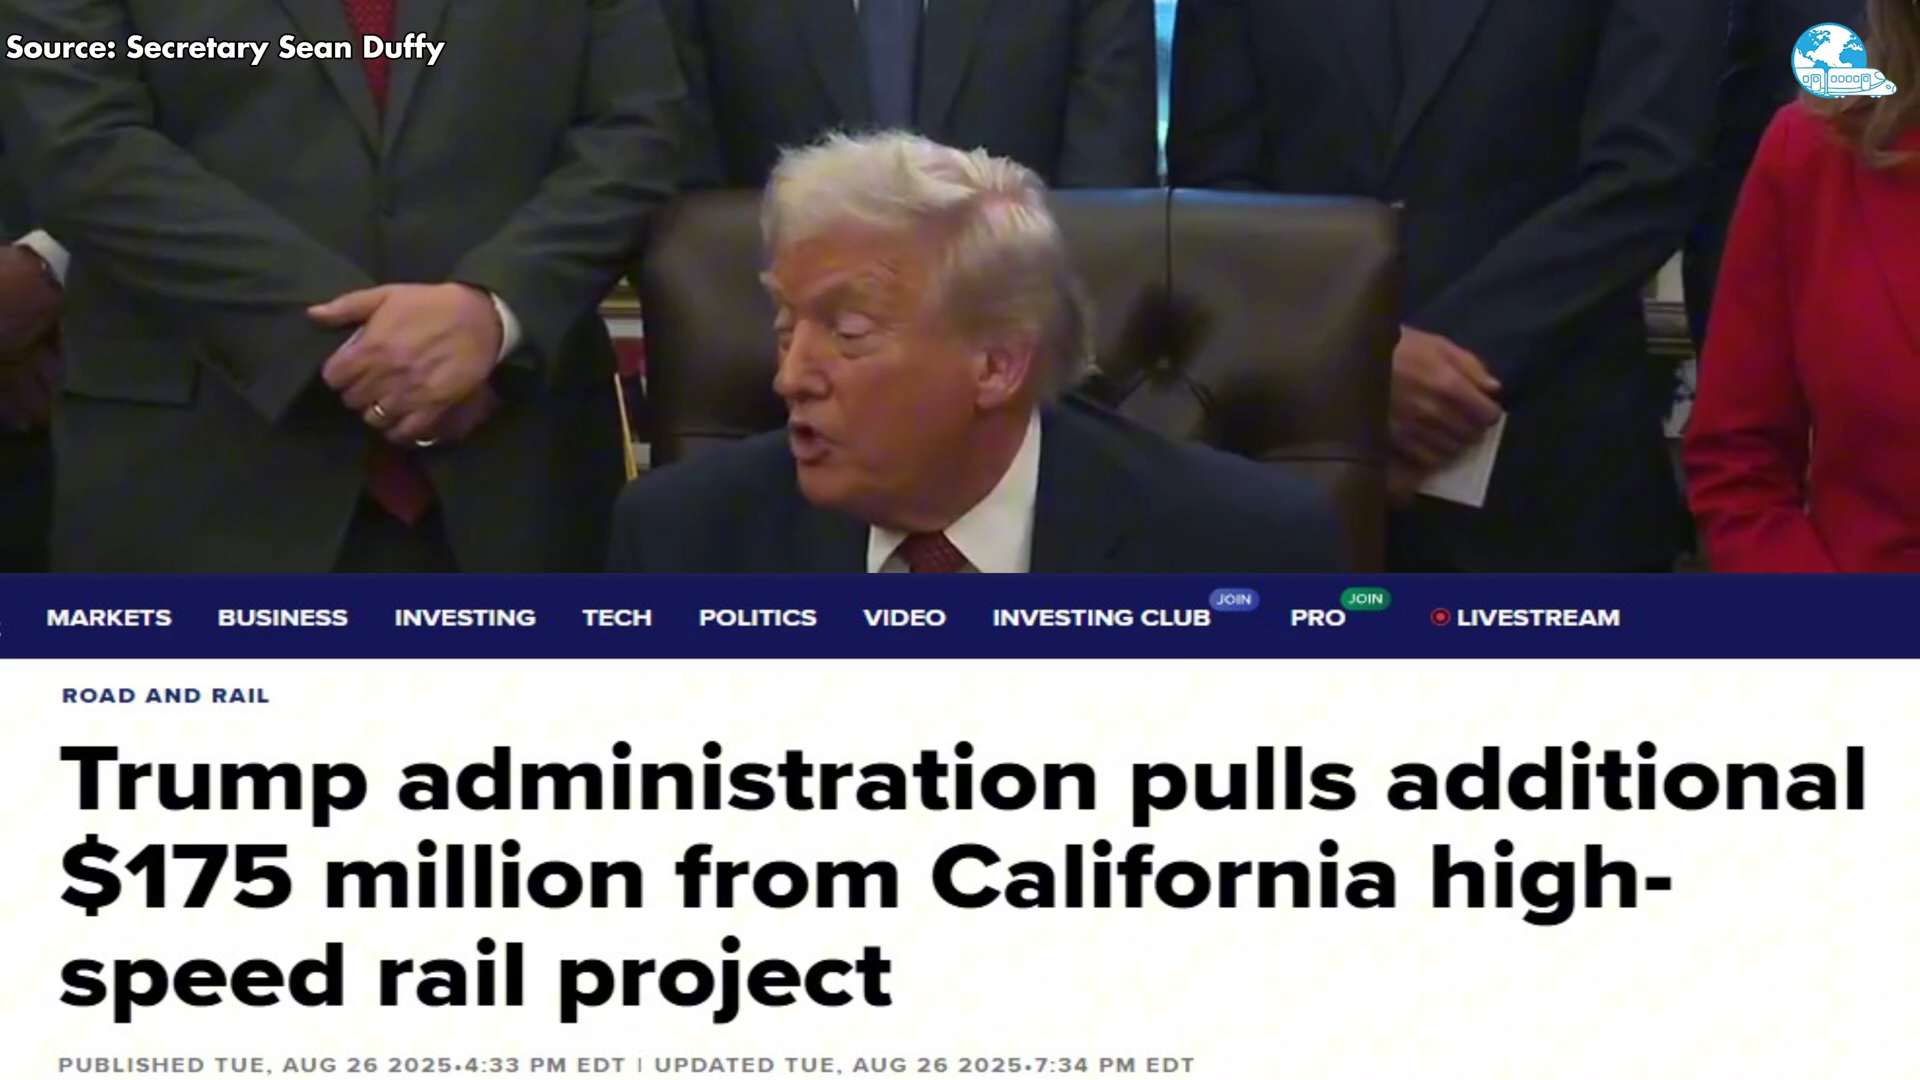 Source: Secretary Sean Duffy
MARKETS BUSINESS INVESTING TECH POLITICS VIDEO INVESTING CLUB JOIN PRO JOIN LIVESTREAM
ROAD AND RAIL
Trump administration pulls additional
$175 million from California high-
speed rail project
PUBLISHED TUE, AUG 26 2025•4:33 PM EDT | UPDATED TUE, AUG 26 2025•7:34 PM EDT